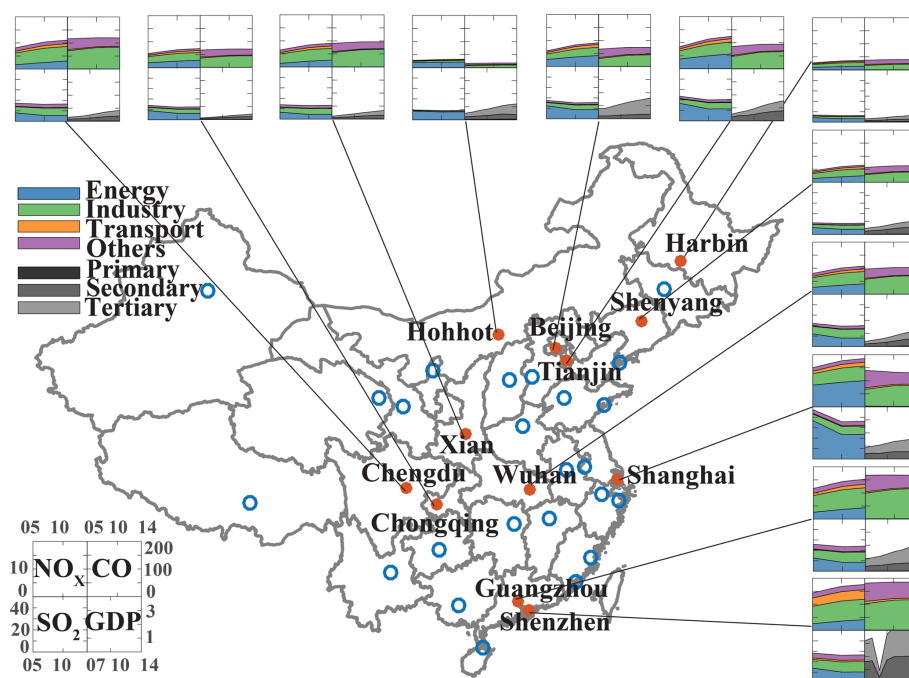 Energy
Industry
Transport
Others
Primary
Secondary
Tertiary
Harbin
Shenyang
Hohhot
Beijing
Tianjin
Xian
Chengdu
Wuhan
Shanghai
Chongqing
Guangzhou
Shenzhen
05 10 05 10 14
NOX CO 200
10 100
0 0
40 SO2 GDP 3
20 1
0
05 10 07 10 14